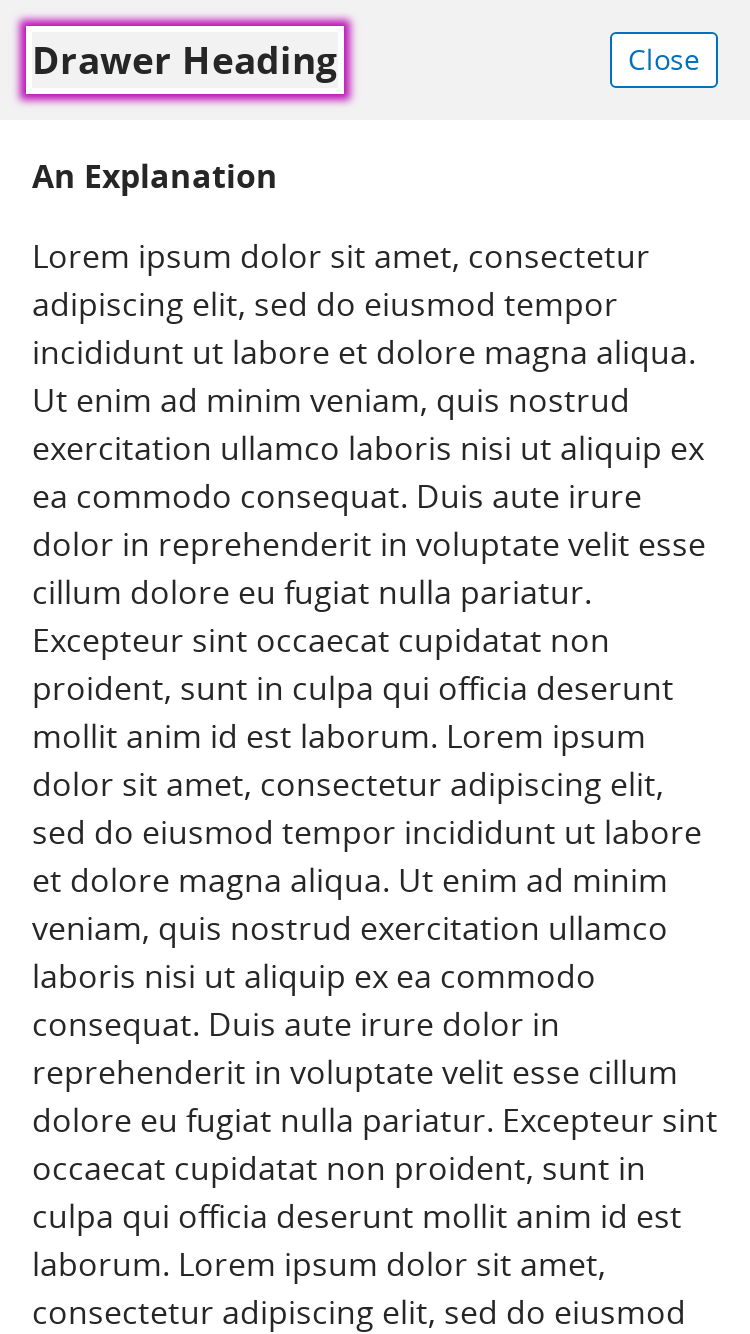 Drawer Heading
Close
An Explanation
Lorem ipsum dolor sit amet, consectetur
adipiscing elit, sed do eiusmod tempor
incididunt ut labore et dolore magna aliqua.
Ut enim ad minim veniam, quis nostrud
exercitation ullamco laboris nisi ut aliquip ex
ea commodo consequat. Duis aute irure
dolor in reprehenderit in voluptate velit esse
cillum dolore eu fugiat nulla pariatur.
Excepteur sint occaecat cupidatat non
proident, sunt in culpa qui officia deserunt
mollit anim id est laborum. Lorem ipsum
dolor sit amet, consectetur adipiscing elit,
sed do eiusmod tempor incididunt ut labore
et dolore magna aliqua. Ut enim ad minim
veniam, quis nostrud exercitation ullamco
laboris nisi ut aliquip ex ea commodo
consequat. Duis aute irure dolor in
reprehenderit in voluptate velit esse cillum
dolore eu fugiat nulla pariatur. Excepteur sint
occaecat cupidatat non proident, sunt in
culpa qui officia deserunt mollit anim id est
laborum. Lorem ipsum dolor sit amet,
consectetur adipiscing elit, sed do eiusmod